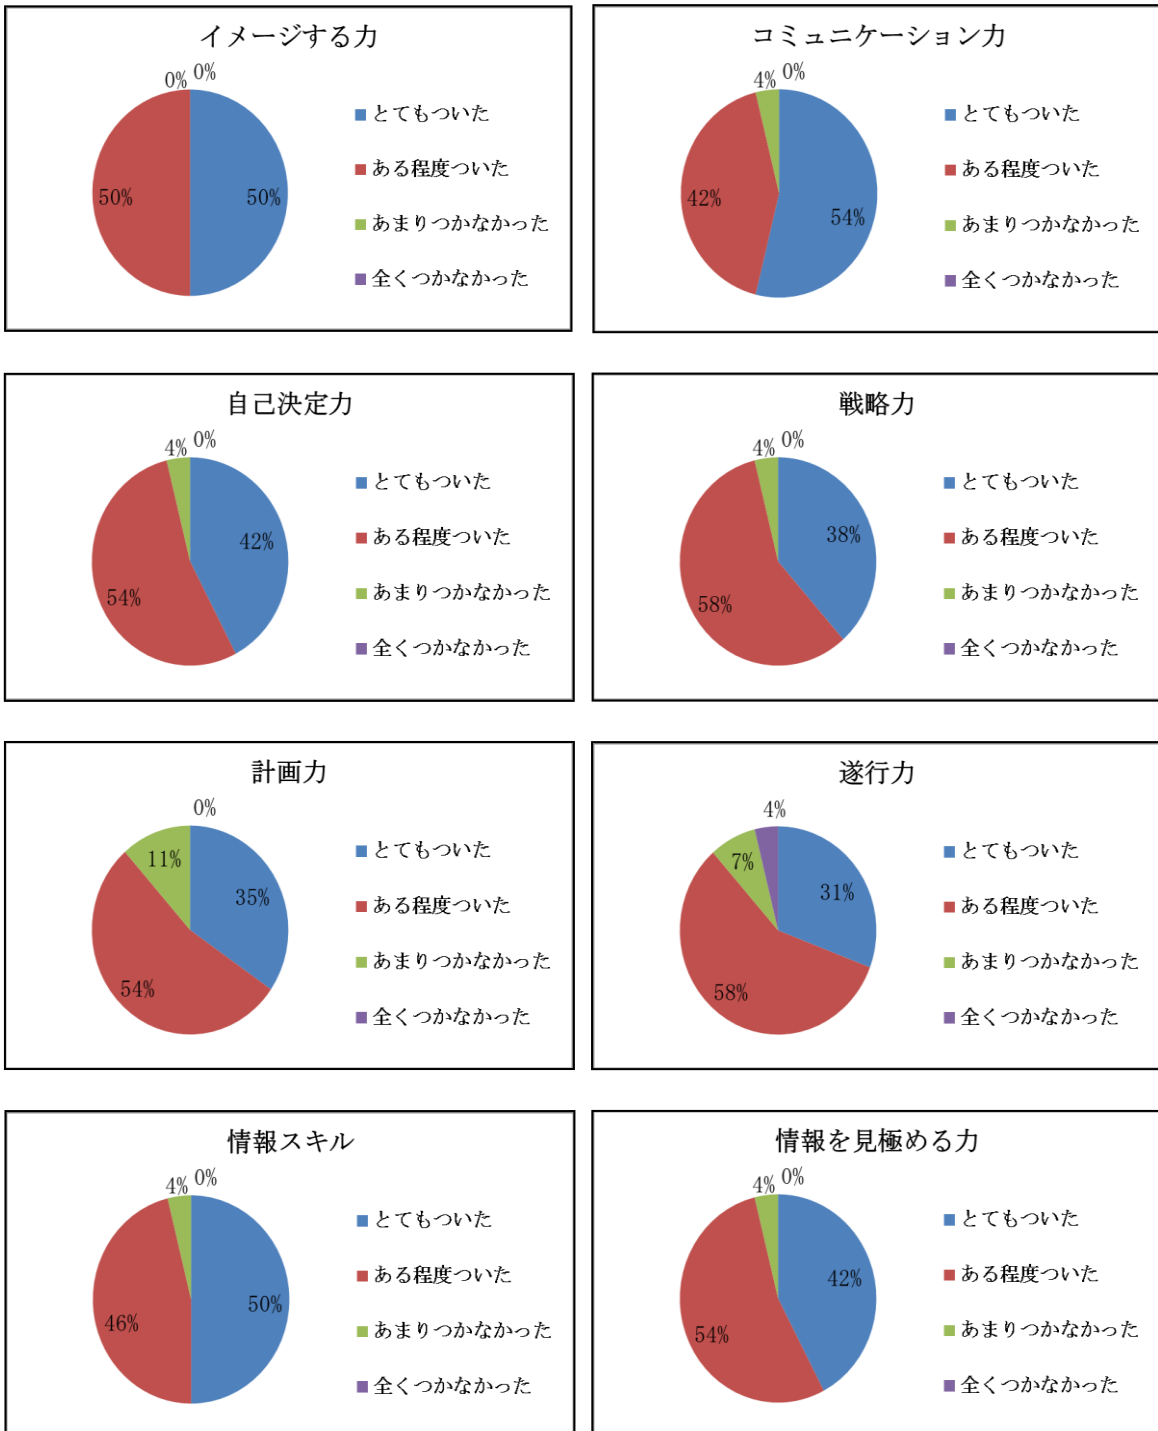 イメージする力
0% 0%
50%
50%
とてもついた
ある程度ついた
あまりつかなかった
全くつかなかった
コミュニケーション力
4% 0%
42%
54%
とてもついた
ある程度ついた
あまりつかなかった
全くつかなかった
自己決定力
4% 0%
42%
54%
とてもついた
ある程度ついた
あまりつかなかった
全くつかなかった
戦略力
4% 0%
38%
58%
とてもついた
ある程度ついた
あまりつかなかった
全くつかなかった
計画力
0%
11%
35%
54%
とてもついた
ある程度ついた
あまりつかなかった
全くつかなかった
遂行力
4%
7%
31%
58%
とてもついた
ある程度ついた
あまりつかなかった
全くつかなかった
情報スキル
4% 0%
50%
46%
とてもついた
ある程度ついた
あまりつかなかった
全くつかなかった
情報を見極める力
4% 0%
42%
54%
とてもついた
ある程度ついた
あまりつかなかった
全くつかなかった